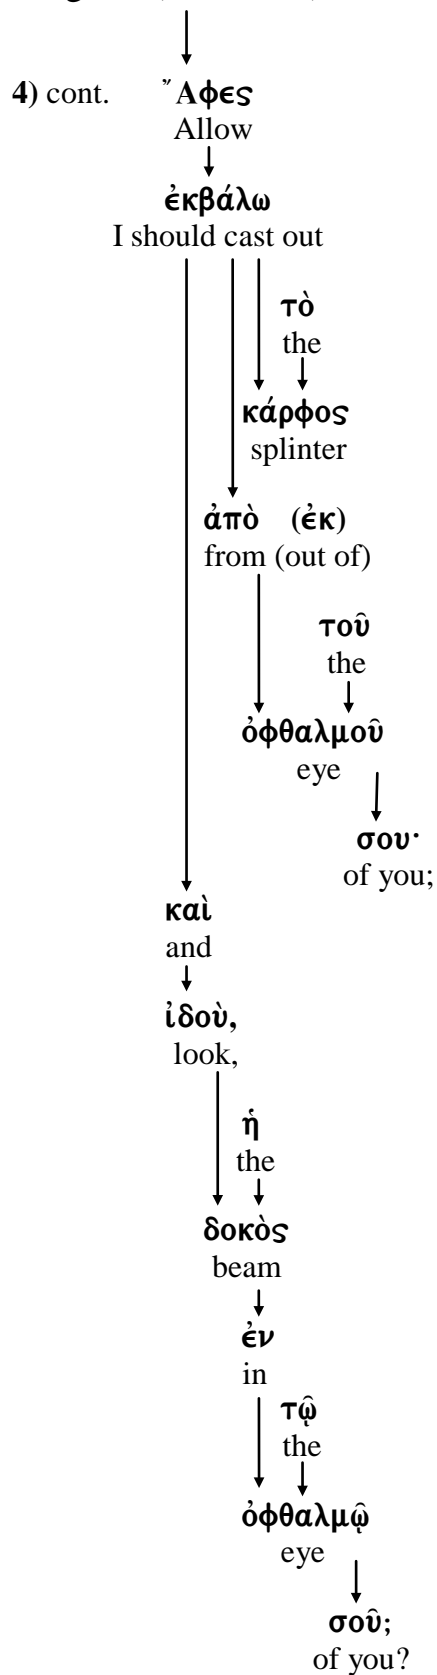 4) cont. ῎Αφες
Allow
ἐκβάλω
I should cast out
τὸ
the
κάρφος
splinter
ἀπὸ (ἐκ)
from (out of)
τοῦ
the
ὀφθαλμοῦ
eye
σου·
of you;
καὶ
and
ἰδοὺ,
look,
ἡ
the
δοκὸς
beam
ἐν
in
τῷ
the
ὀφθαλμῷ
eye
σοῦ;
of you?